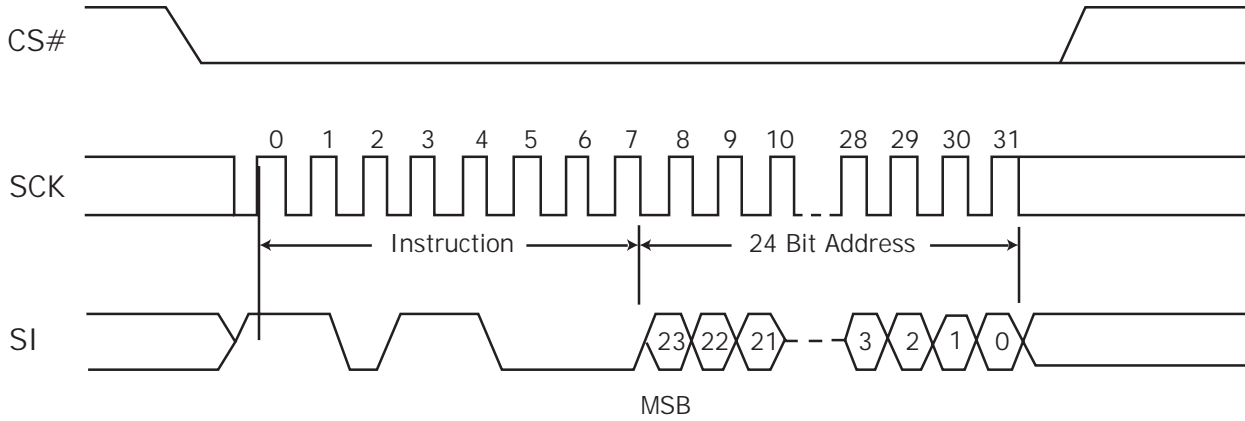 CS#
0 1 2 3 4 5 6 7 8 9 10 28 29 30 31
SCK
Instruction 24 Bit Address
SI 23 22 21 3 2 1 0
MSB